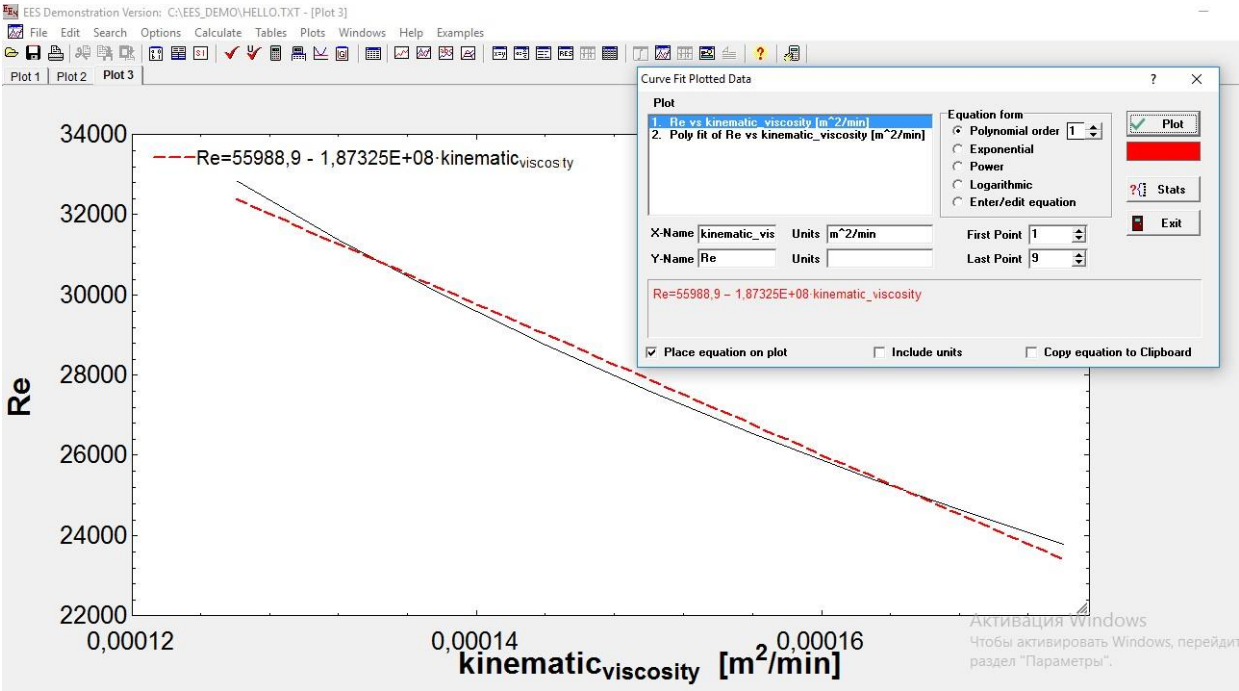 EES Demonstration Version: C:\EES_DEMO\HELLO.TXT - [Plot 3]
File Edit Search Options Calculate Tables Plots Windows Help Examples
Plot 1 Plot 2 Plot 3
Curve Fit Plotted Data ?
Plot
1. Re vs kinematic_viscosity [m^2/min]
2. Poly fit of Re vs kinematic_viscosity [m^2/min]
Equation form
Polynomial order 1
Exponential
Power
Logarithmic
Enter/edit equation
Plot
?{} Stats
Exit
X-Name kinematic_vis Units m^2/min First Point 1
Y-Name Re Units Last Point 9
Re=55988,9 – 1,87325E+08·kinematic_viscosity
Place equation on plot Include units Copy equation to Clipboard
Re=55988,9 - 1,87325E+08·kinematicviscosity
34000
32000
30000
28000
26000
24000
22000
Re
0,00012 0,00014 0,00016
kinematicviscosity [m2/min]
Активация Windows
Чтобы активировать Windows, перейдит
раздел "Параметры".